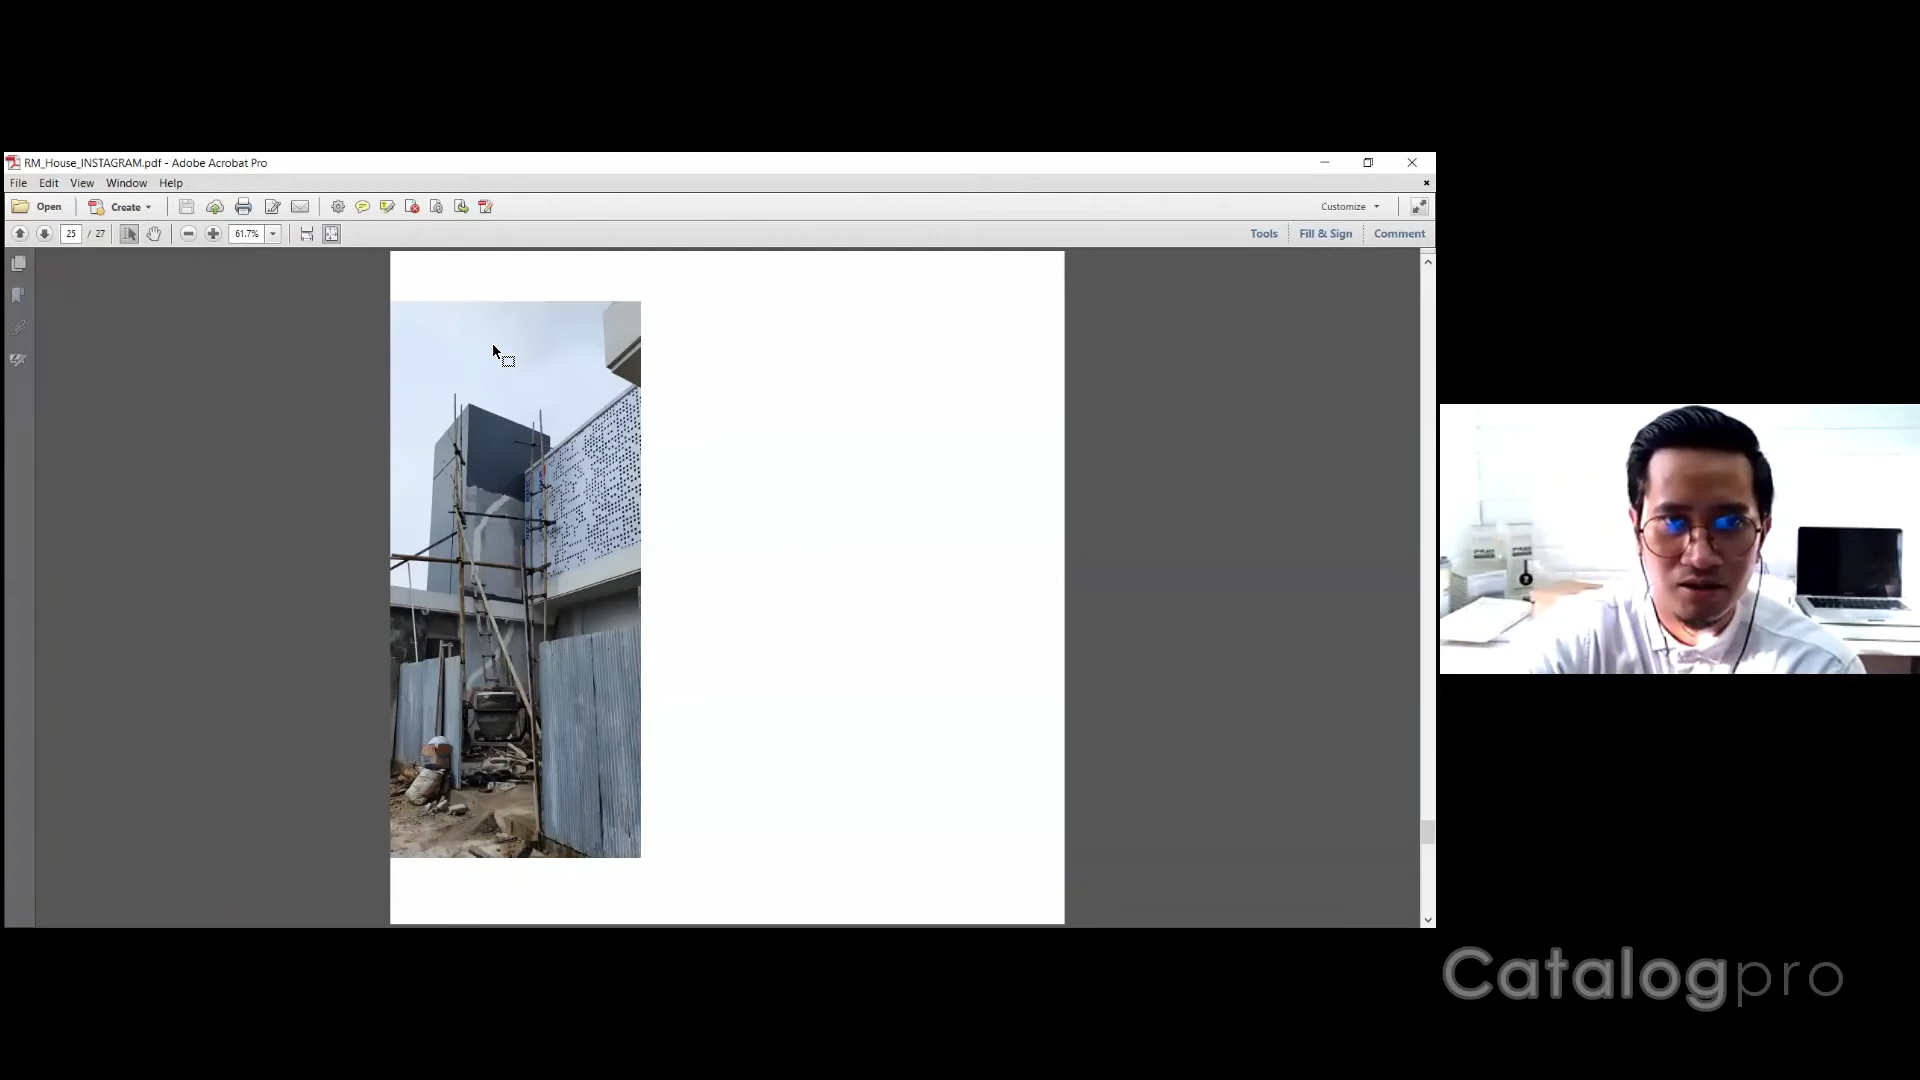 RM_House_INSTAGRAM.pdf - Adobe Acrobat Pro
File Edit View Window Help
Open Create Customize
25 / 27 61.7% Tools Fill & Sign Comment
Catalogpro